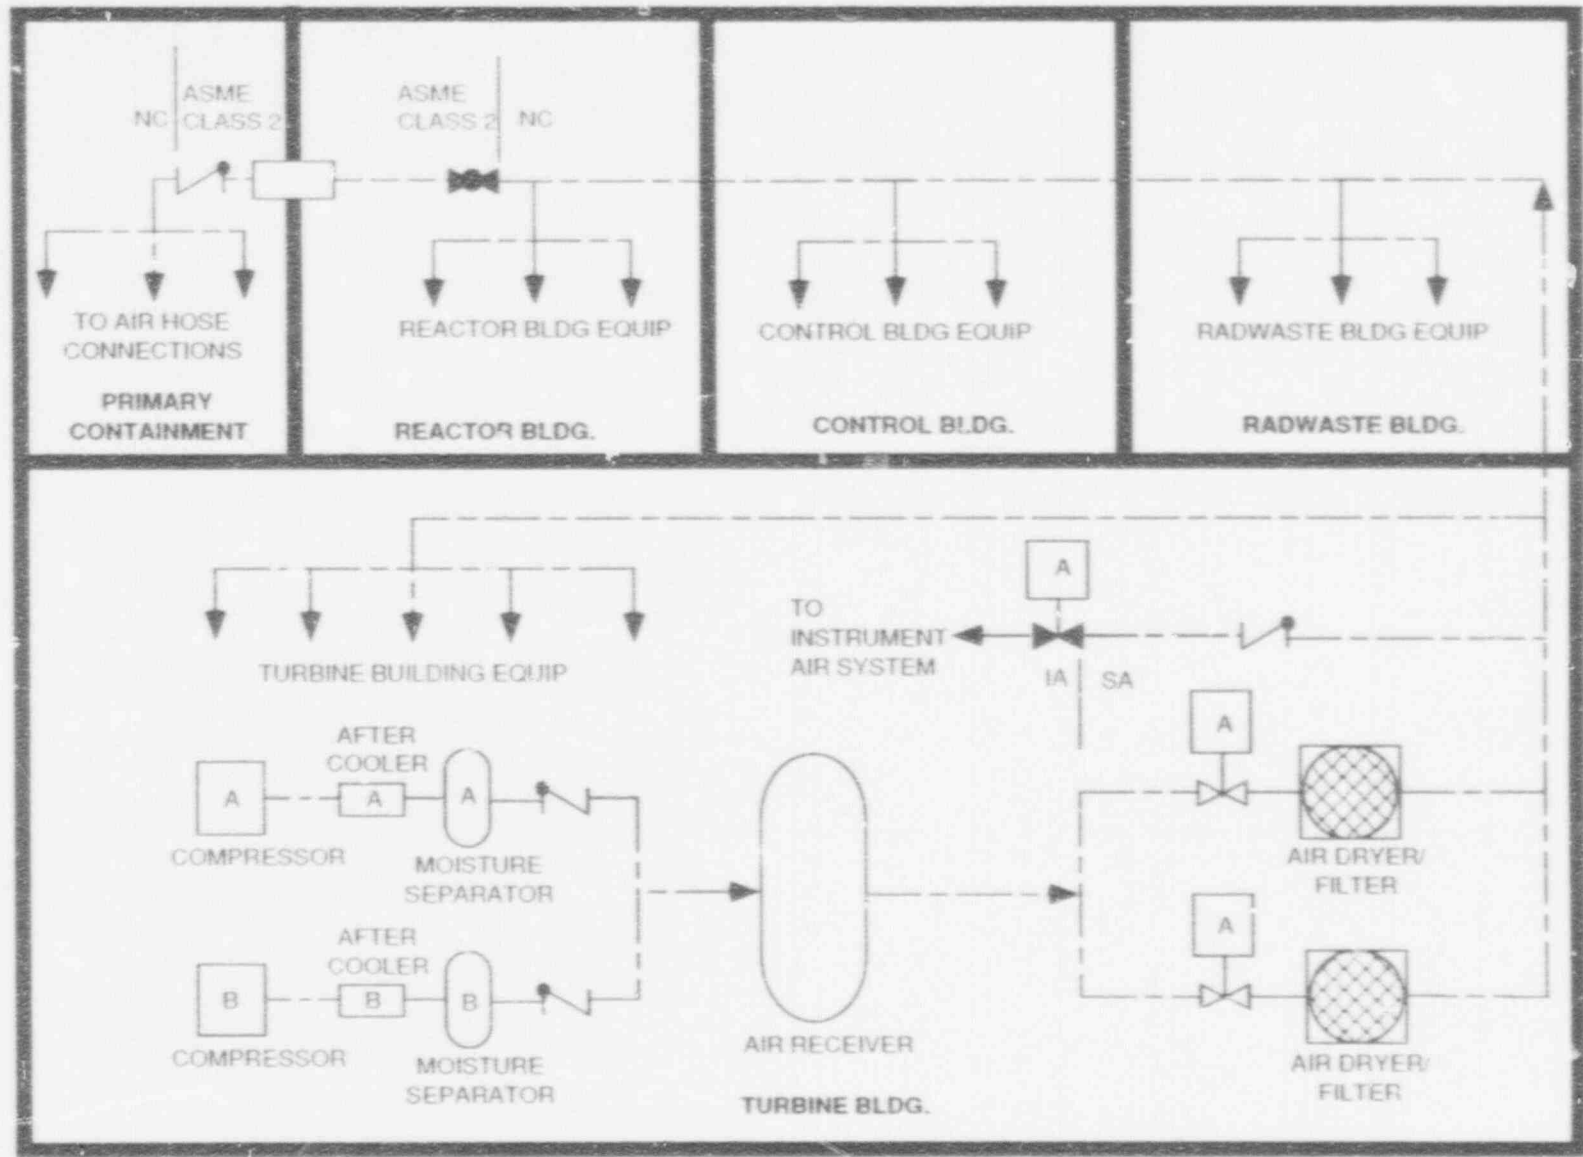 ASME
NC
CLASS 2
ASME
CLASS 2
NC
TO AIR HOSE
CONNECTIONS
PRIMARY
CONTAINMENT
REACTOR BLDG EQUIP
REACTOR BLDG.
CONTROL BLDG EQUIP
CONTROL BLDG.
RADWASTE BLDG EQUIP
RADWASTE BLDG.
TURBINE BUILDING EQUIP
A
TO
INSTRUMENT
AIR SYSTEM
IA
SA
A
AIR DRYER/
FILTER
A
AIR DRYER/
FILTER
AFTER
COOLER
A
A
A
COMPRESSOR
MOISTURE
SEPARATOR
AFTER
COOLER
B
B
B
COMPRESSOR
MOISTURE
SEPARATOR
AIR RECEIVER
TURBINE BLDG.